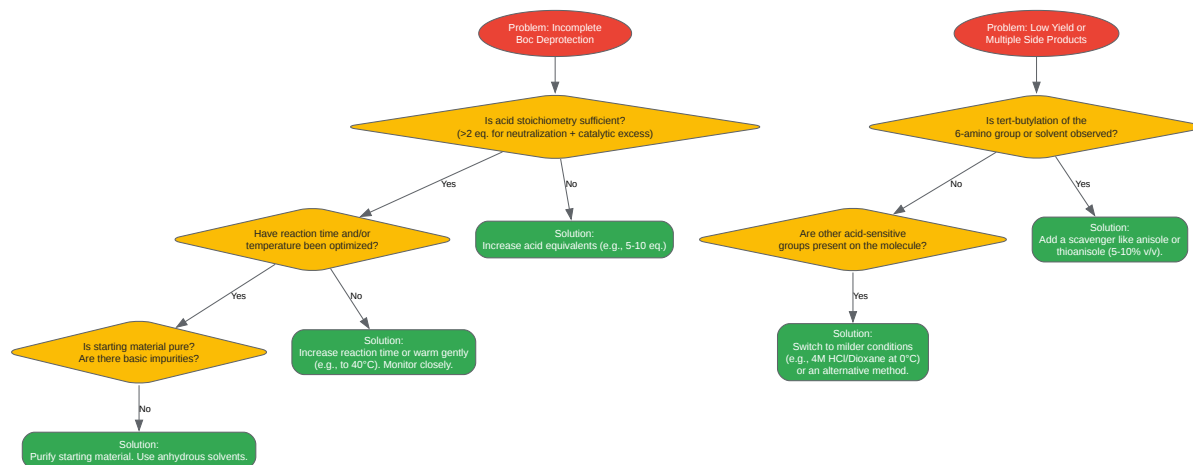 Problem: Incomplete
Boc Deprotection
Problem: Low Yield or
Multiple Side Products
Is acid stoichiometry sufficient?
(>2 eq. for neutralization + catalytic excess)
Is tert-butylation of the
6-amino group or solvent observed?
Yes
No
No
Yes
Have reaction time and/or
temperature been optimized?
Solution:
Increase acid equivalents (e.g., 5-10 eq.)
Are other acid-sensitive
groups present on the molecule?
Solution:
Add a scavenger like anisole or
thioanisole (5-10% v/v).
Yes
No
Yes
Is starting material pure?
Are there basic impurities?
Solution:
Increase reaction time or warm gently
(e.g., to 40°C). Monitor closely.
Solution:
Switch to milder conditions
(e.g., 4M HCl/Dioxane at 0°C)
or an alternative method.
No
Solution:
Purify starting material. Use anhydrous solvents.